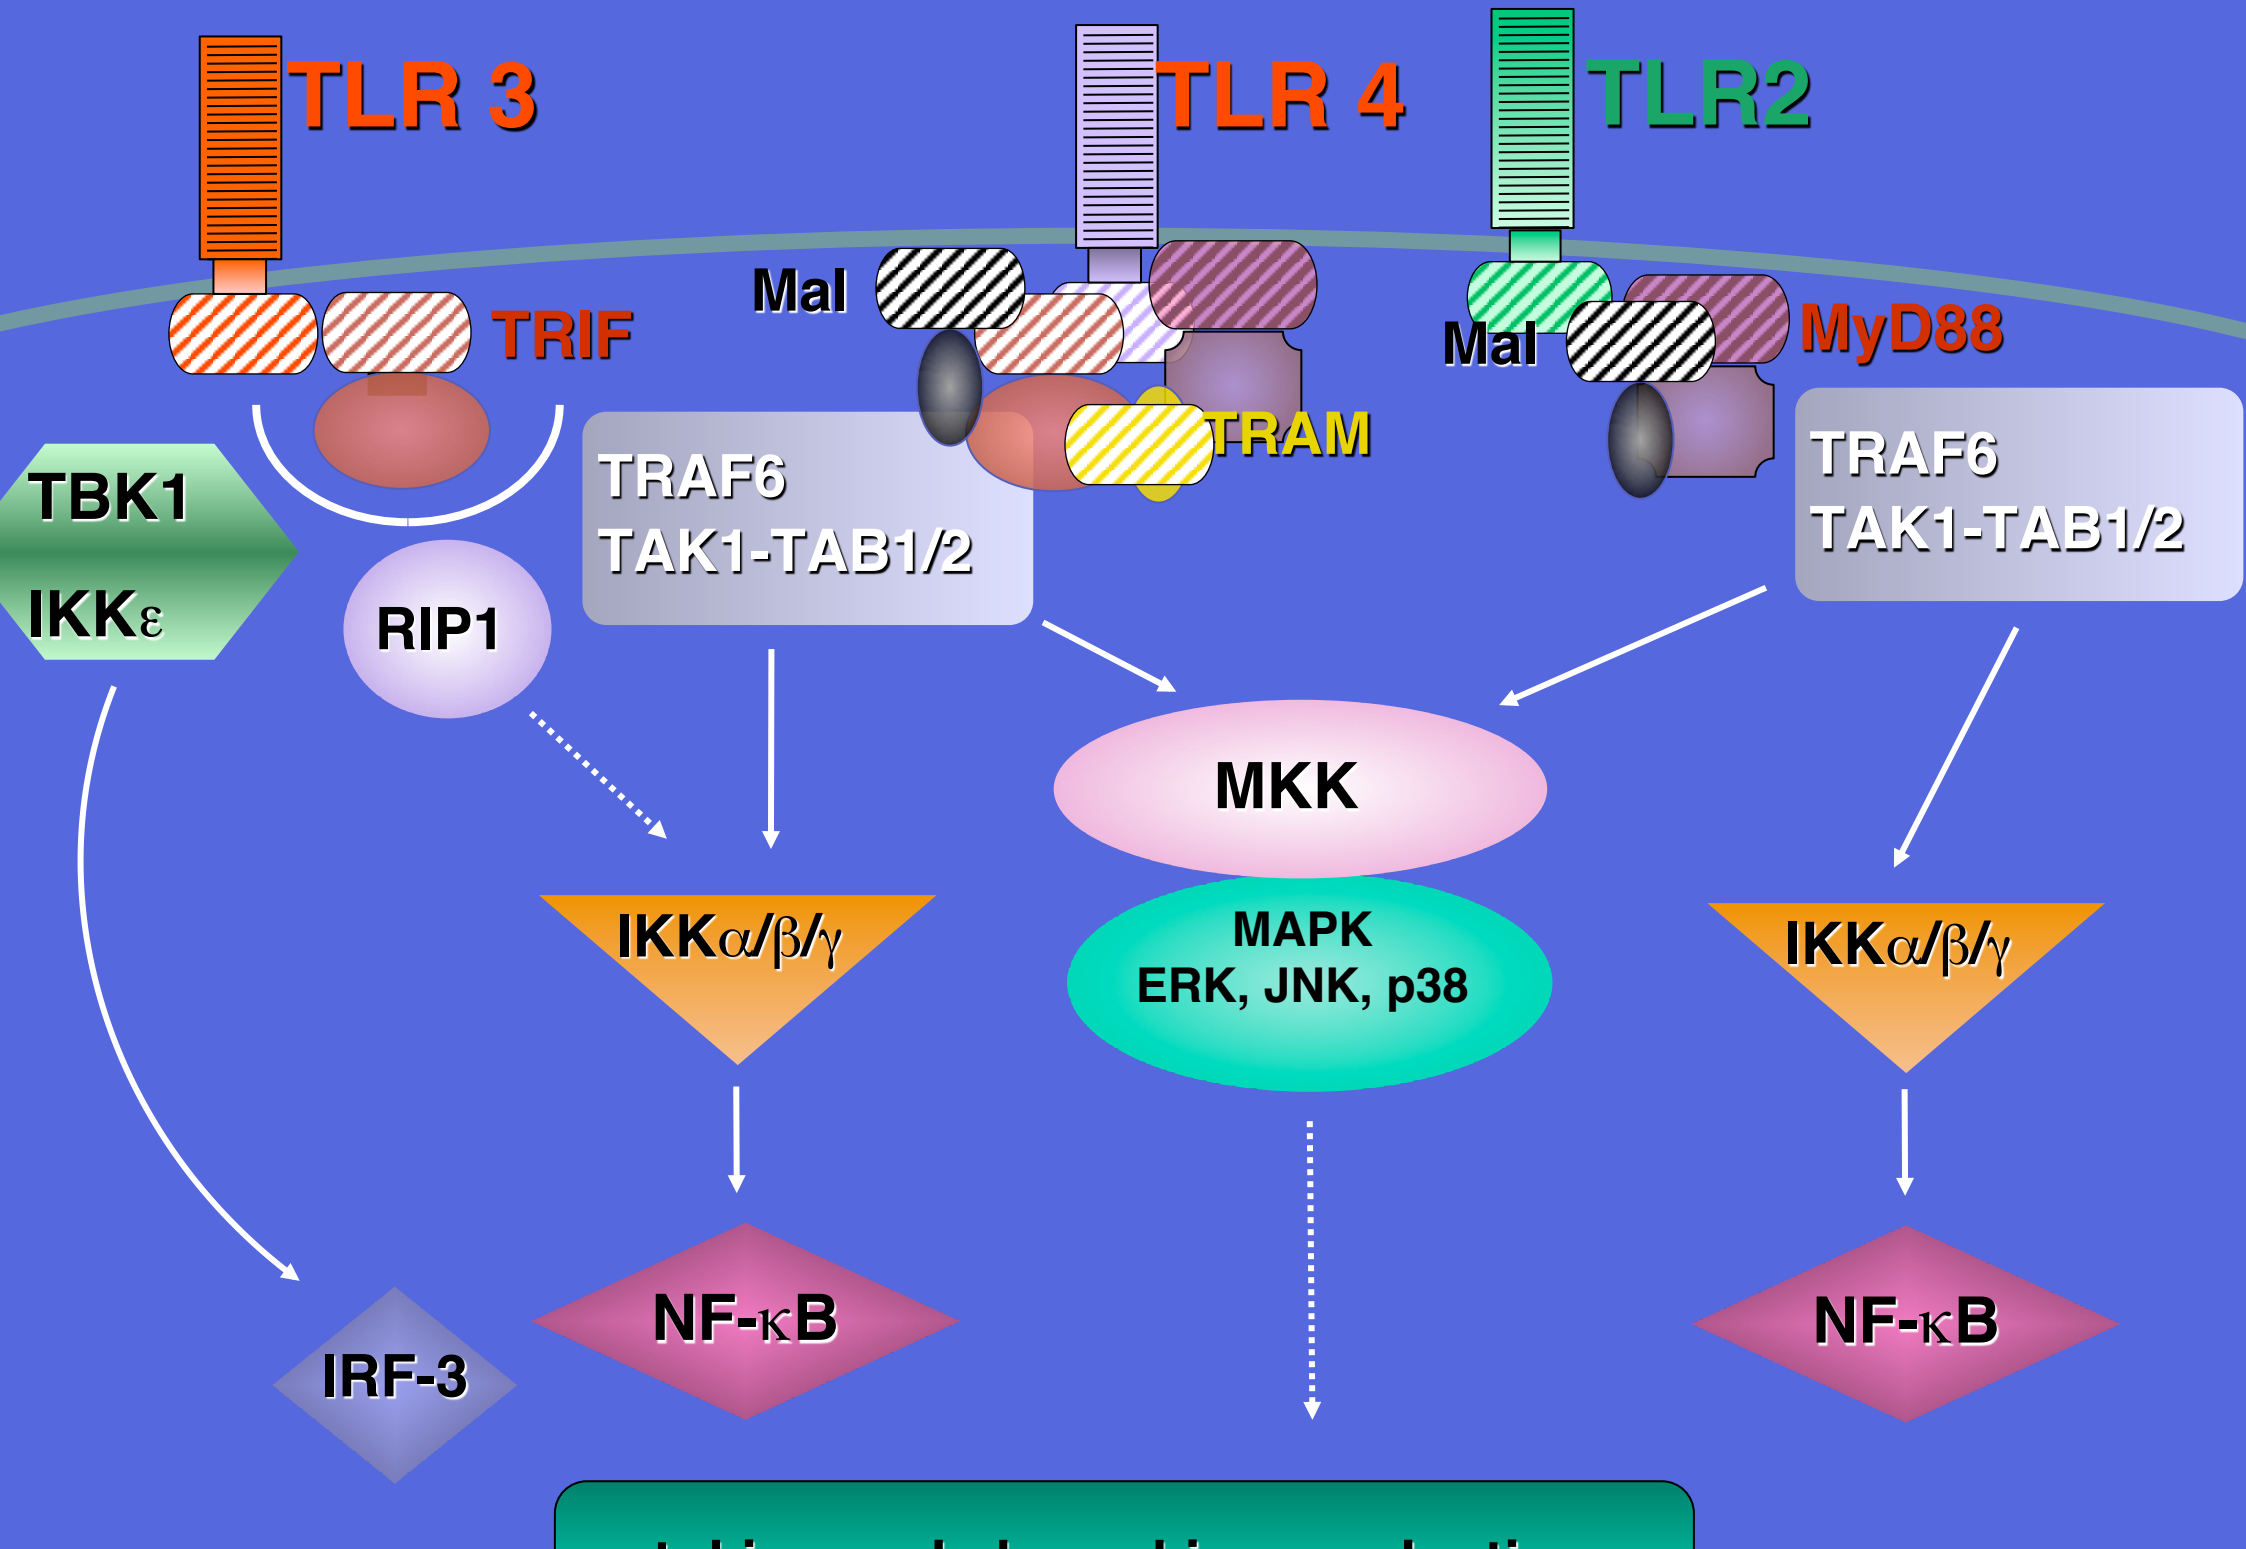 TLR 3
TLR 4
TLR2
TRIF
Mal
TRAM
Mal
MyD88
TBK1
IKKε
RIP1
TRAF6
TAK1-TAB1/2
TRAF6
TAK1-TAB1/2
MKK
MAPK
ERK, JNK, p38
IKKα/β/γ
IKKα/β/γ
IRF-3
NF-κB
NF-κB